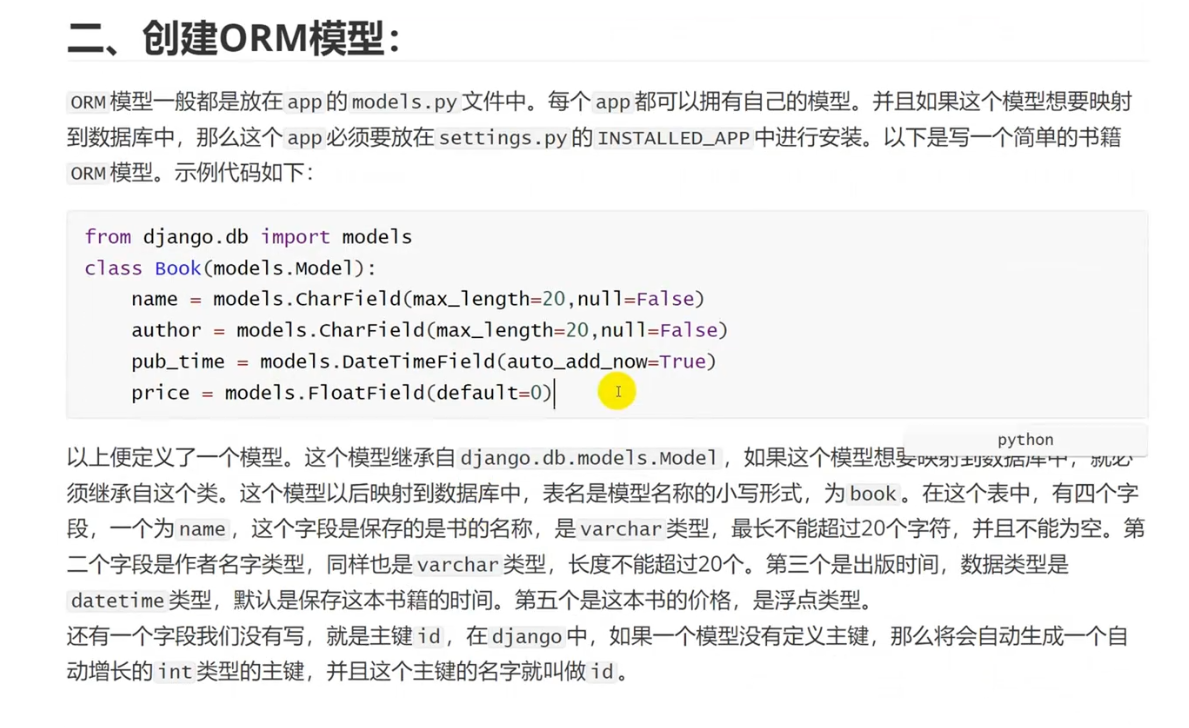 二、创建ORM模型：
ORM模型一般都是放在app的models.py文件中。每个app都可以拥有自己的模型。并且如果这个模型想要映射
到数据库中，那么这个app必须要放在settings.py的INSTALLED_APP中进行安装。以下是写一个简单的书籍
ORM模型。示例代码如下：
from django.db import models
class Book(models.Model):
    name = models.CharField(max_length=20,null=False)
    author = models.CharField(max_length=20,null=False)
    pub_time = models.DateTimeField(auto_add_now=True)
    price = models.FloatField(default=0)
python
以上便定义了一个模型。这个模型继承自django.db.models.Model，如果这个模型想要映射到数据库中，就必
须继承自这个类。这个模型以后映射到数据库中，表名是模型名称的小写形式，为book。在这个表中，有四个字
段，一个为name，这个字段是保存的是书的名称，是varchar类型，最长不能超过20个字符，并且不能为空。第
二个字段是作者名字类型，同样也是varchar类型，长度不能超过20个。第三个是出版时间，数据类型是
datetime类型，默认是保存这本书籍的时间。第五个是这本书的价格，是浮点类型。
还有一个字段我们没有写，就是主键id，在django中，如果一个模型没有定义主键，那么将会自动生成一个自
动增长的int类型的主键，并且这个主键的名字就叫做id。